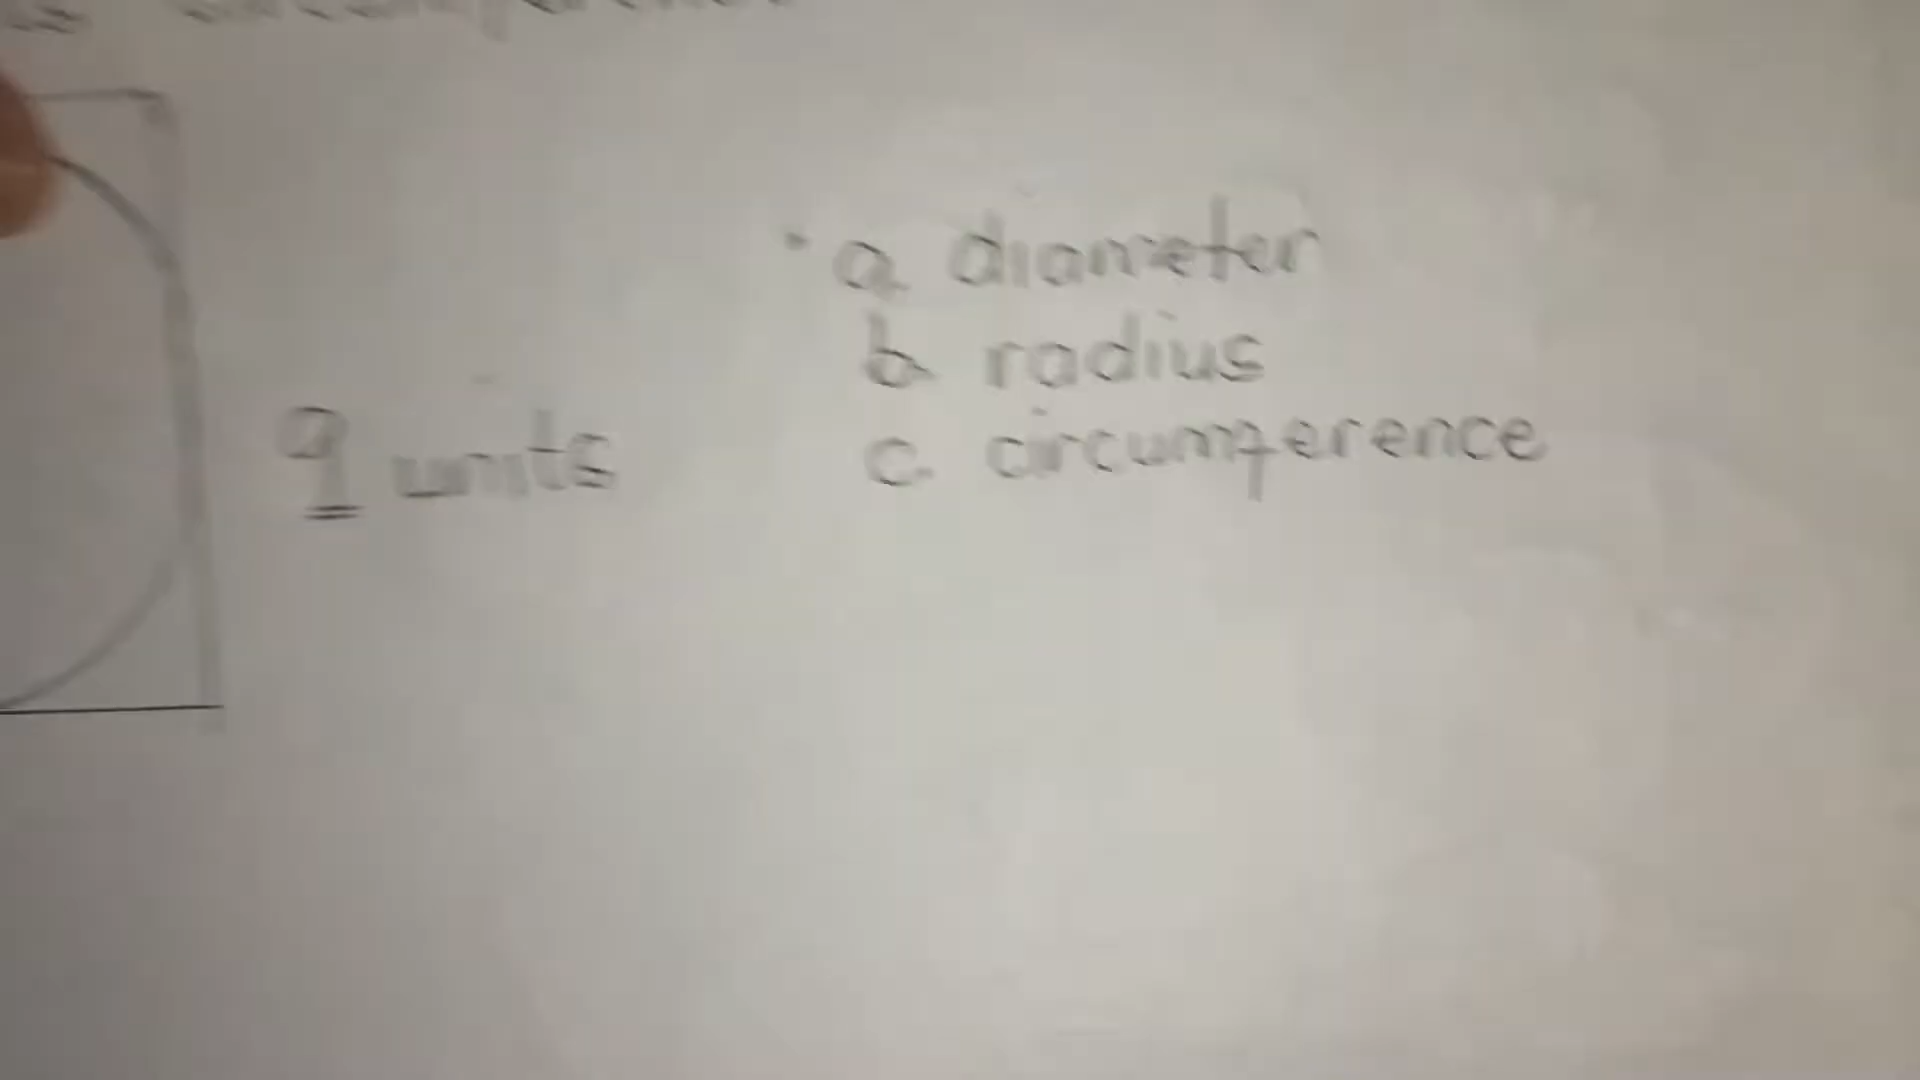 a. diameter
b. radius
9 units
c. circumference